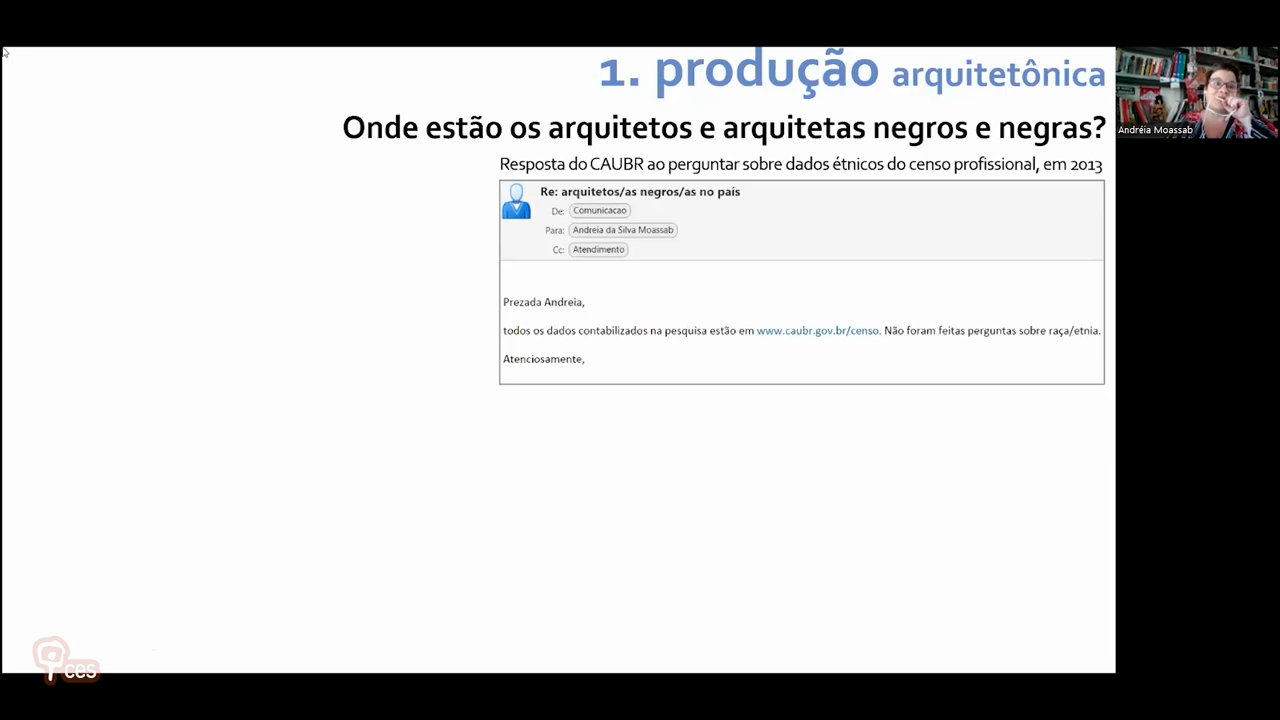 1. produção arquitetônica
Onde estão os arquitetos e arquitetas negros e negras?
Resposta do CAUBR ao perguntar sobre dados étnicos do censo profissional, em 2013
Re: arquitetos/as negros/as no país
De: Comunicacao
Para: Andreia da Silva Moassab
Cc: Atendimento
Prezada Andreia,
todos os dados contabilizados na pesquisa estão em www.caubr.gov.br/censo. Não foram feitas perguntas sobre raça/etnia.
Atenciosamente,
Andréia Moassab
ces